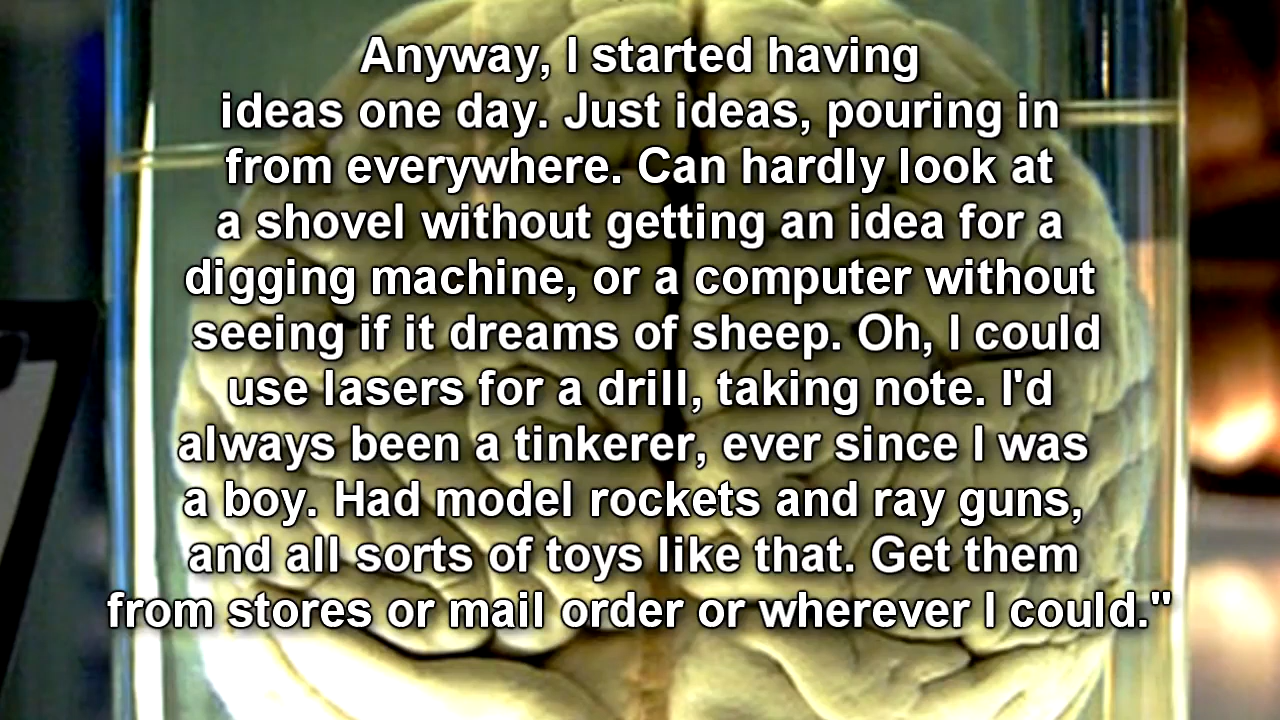 Anyway, I started having
ideas one day. Just ideas, pouring in
from everywhere. Can hardly look at
a shovel without getting an idea for a
digging machine, or a computer without
seeing if it dreams of sheep. Oh, I could
use lasers for a drill, taking note. I'd
always been a tinkerer, ever since I was
a boy. Had model rockets and ray guns,
and all sorts of toys like that. Get them
from stores or mail order or wherever I could."